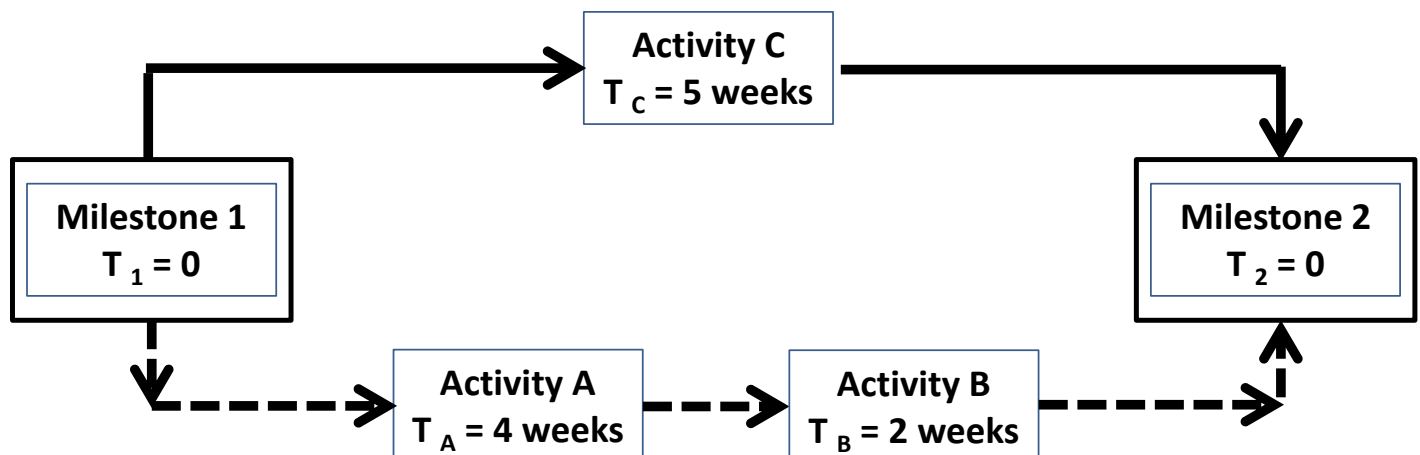 Activity C
T C = 5 weeks
Milestone 1
T 1 = 0
Milestone 2
T 2 = 0
Activity A
T A = 4 weeks
Activity B
T B = 2 weeks